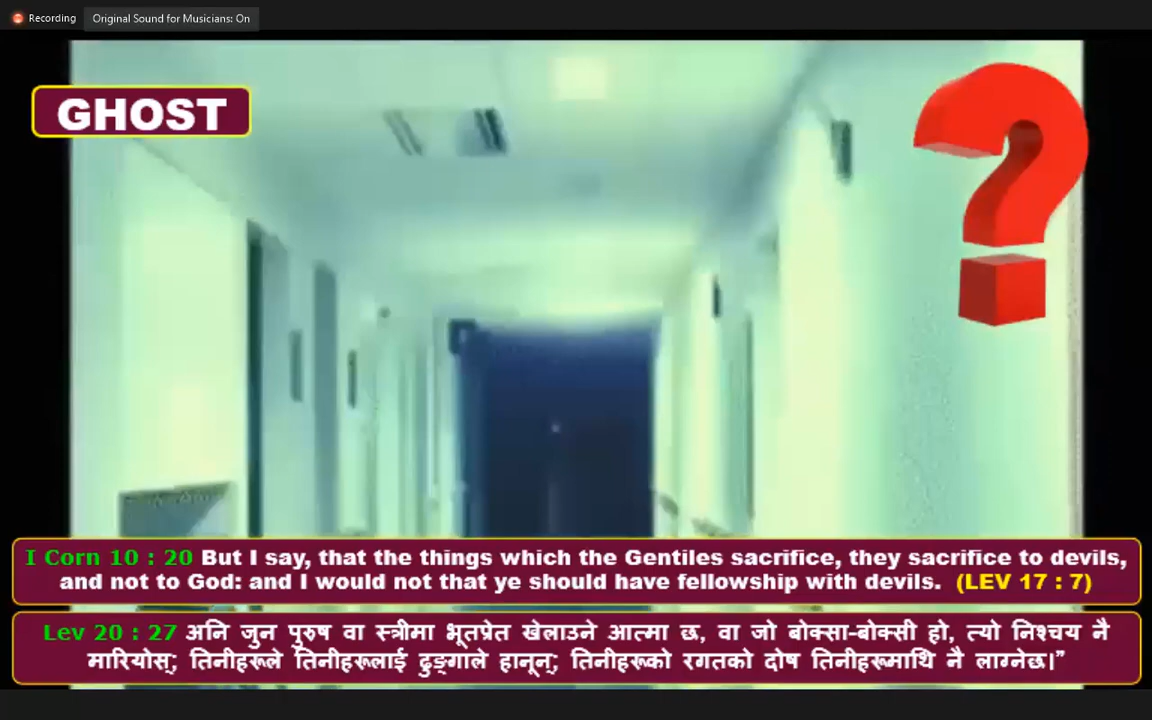 Recording
Original Sound for Musicians: On
GHOST
?
I Corn 10 : 20 But I say, that the things which the Gentiles sacrifice, they sacrifice to devils,
and not to God: and I would not that ye should have fellowship with devils. (LEV 17 : 7)
Lev 20 : 27 अनि जुन पुरुष वा स्त्रीमा भूतप्रेत खेलाउने आत्मा छ, वा जो बोक्सा-बोक्सी हो, त्यो निश्चय नै
मारियोस्; तिनीहरूले तिनीहरूलाई ढुङ्गाले हानून्; तिनीहरूको रगतको दोष तिनीहरूमाथि नै लाग्नेछ।”